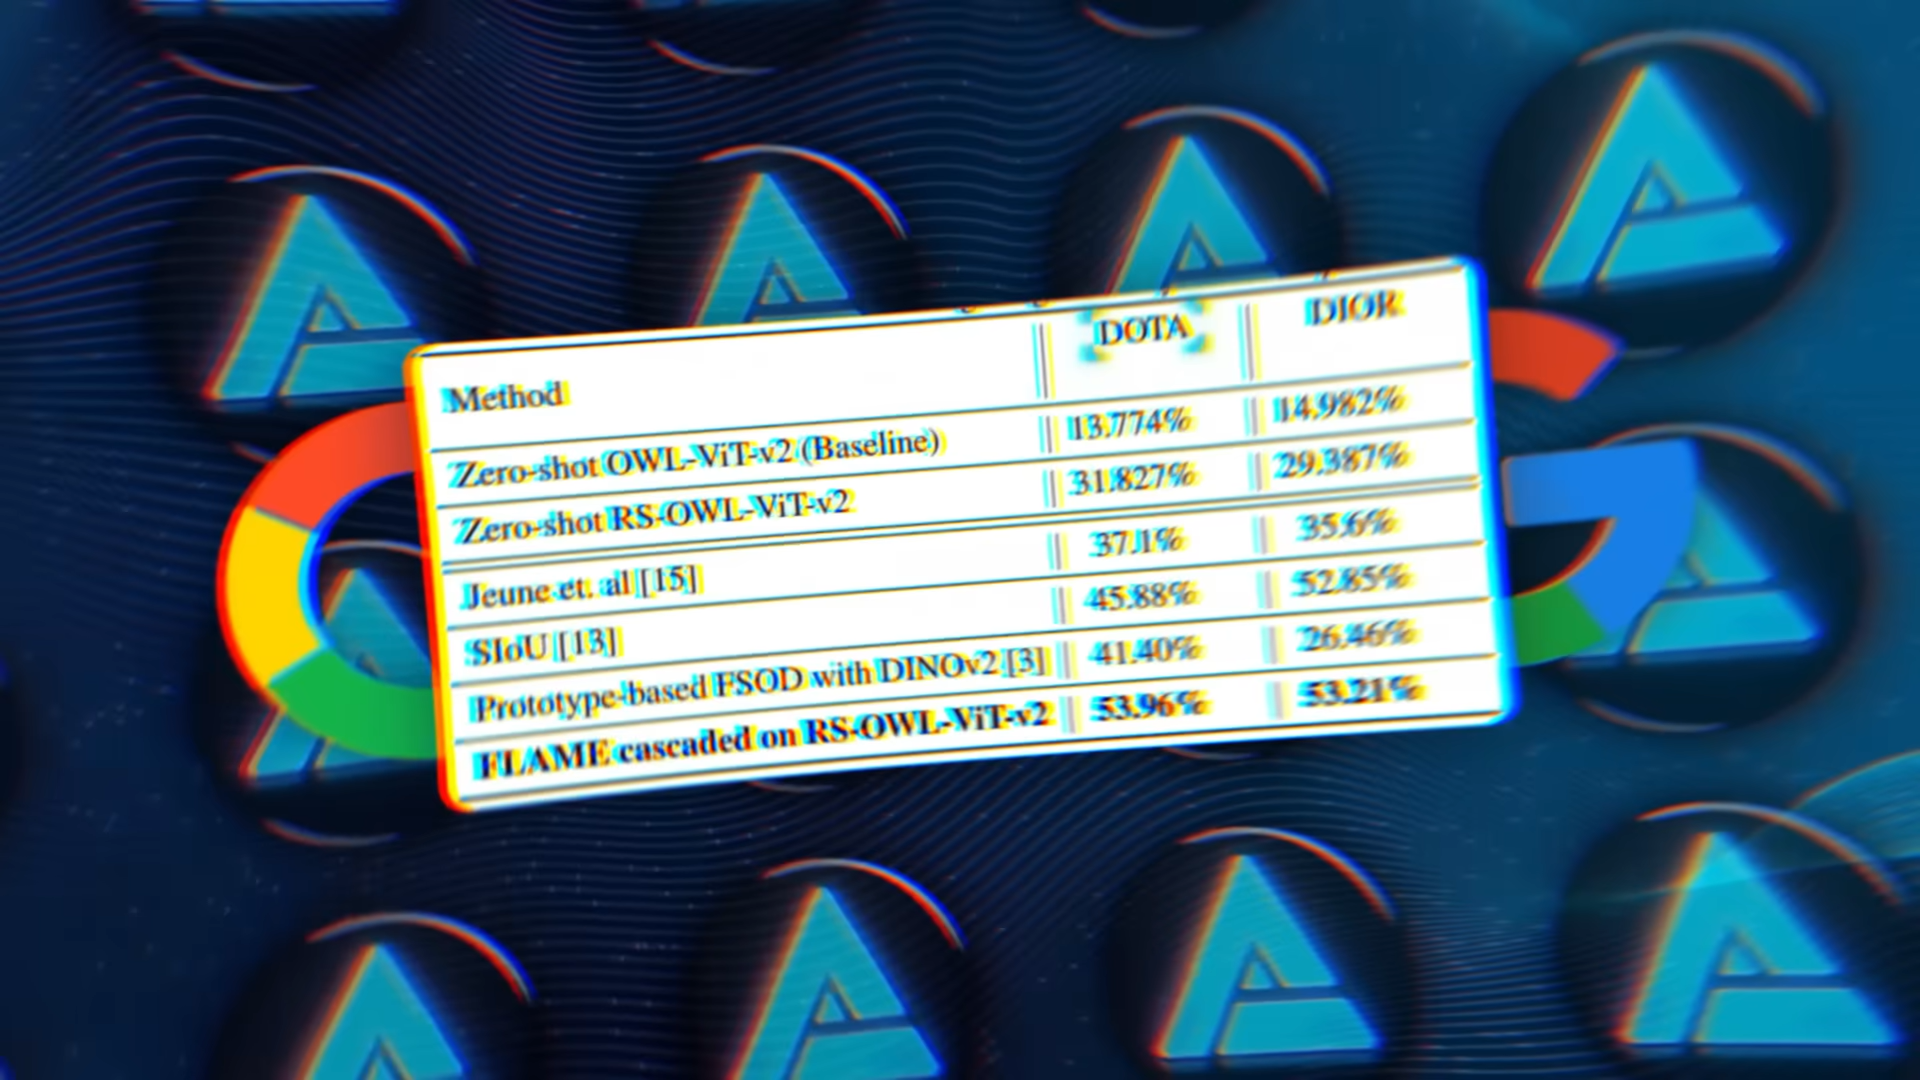 Method DOTA DIOR
Zero-shot OWL-ViT-v2 (Baseline) 13.774% 14.982%
Zero-shot RS-OWL-ViT-v2 31.827% 29.387%
Jeune et. al [15] 37.1% 35.6%
SIoU [13] 45.88% 52.85%
Prototype-based FSOD with DINOv2 [3] 41.40% 26.46%
FLAME cascaded on RS-OWL-ViT-v2 53.96% 53.21%